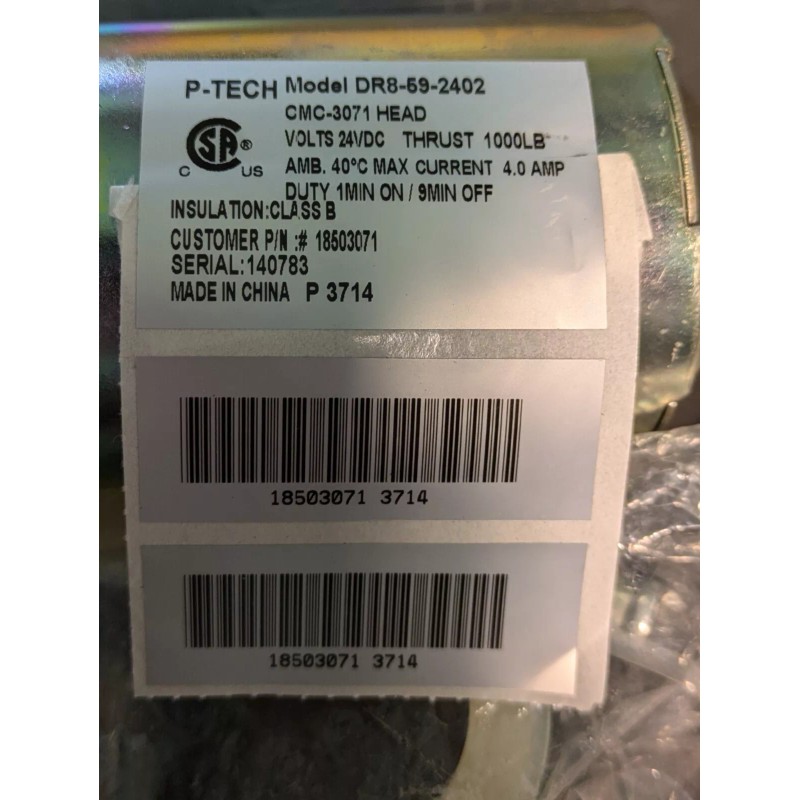 P-TECH Model DR8-59-2402
CMC-3071 HEAD
VOLTS 24VDC THRUST 1000LB
AMB. 40°C MAX CURRENT 4.0 AMP
DUTY 1MIN ON / 9MIN OFF
C SA® US
INSULATION:CLASS B
CUSTOMER P/N :# 18503071
SERIAL:140783
MADE IN CHINA P 3714
18503071 3714
18503071 3714